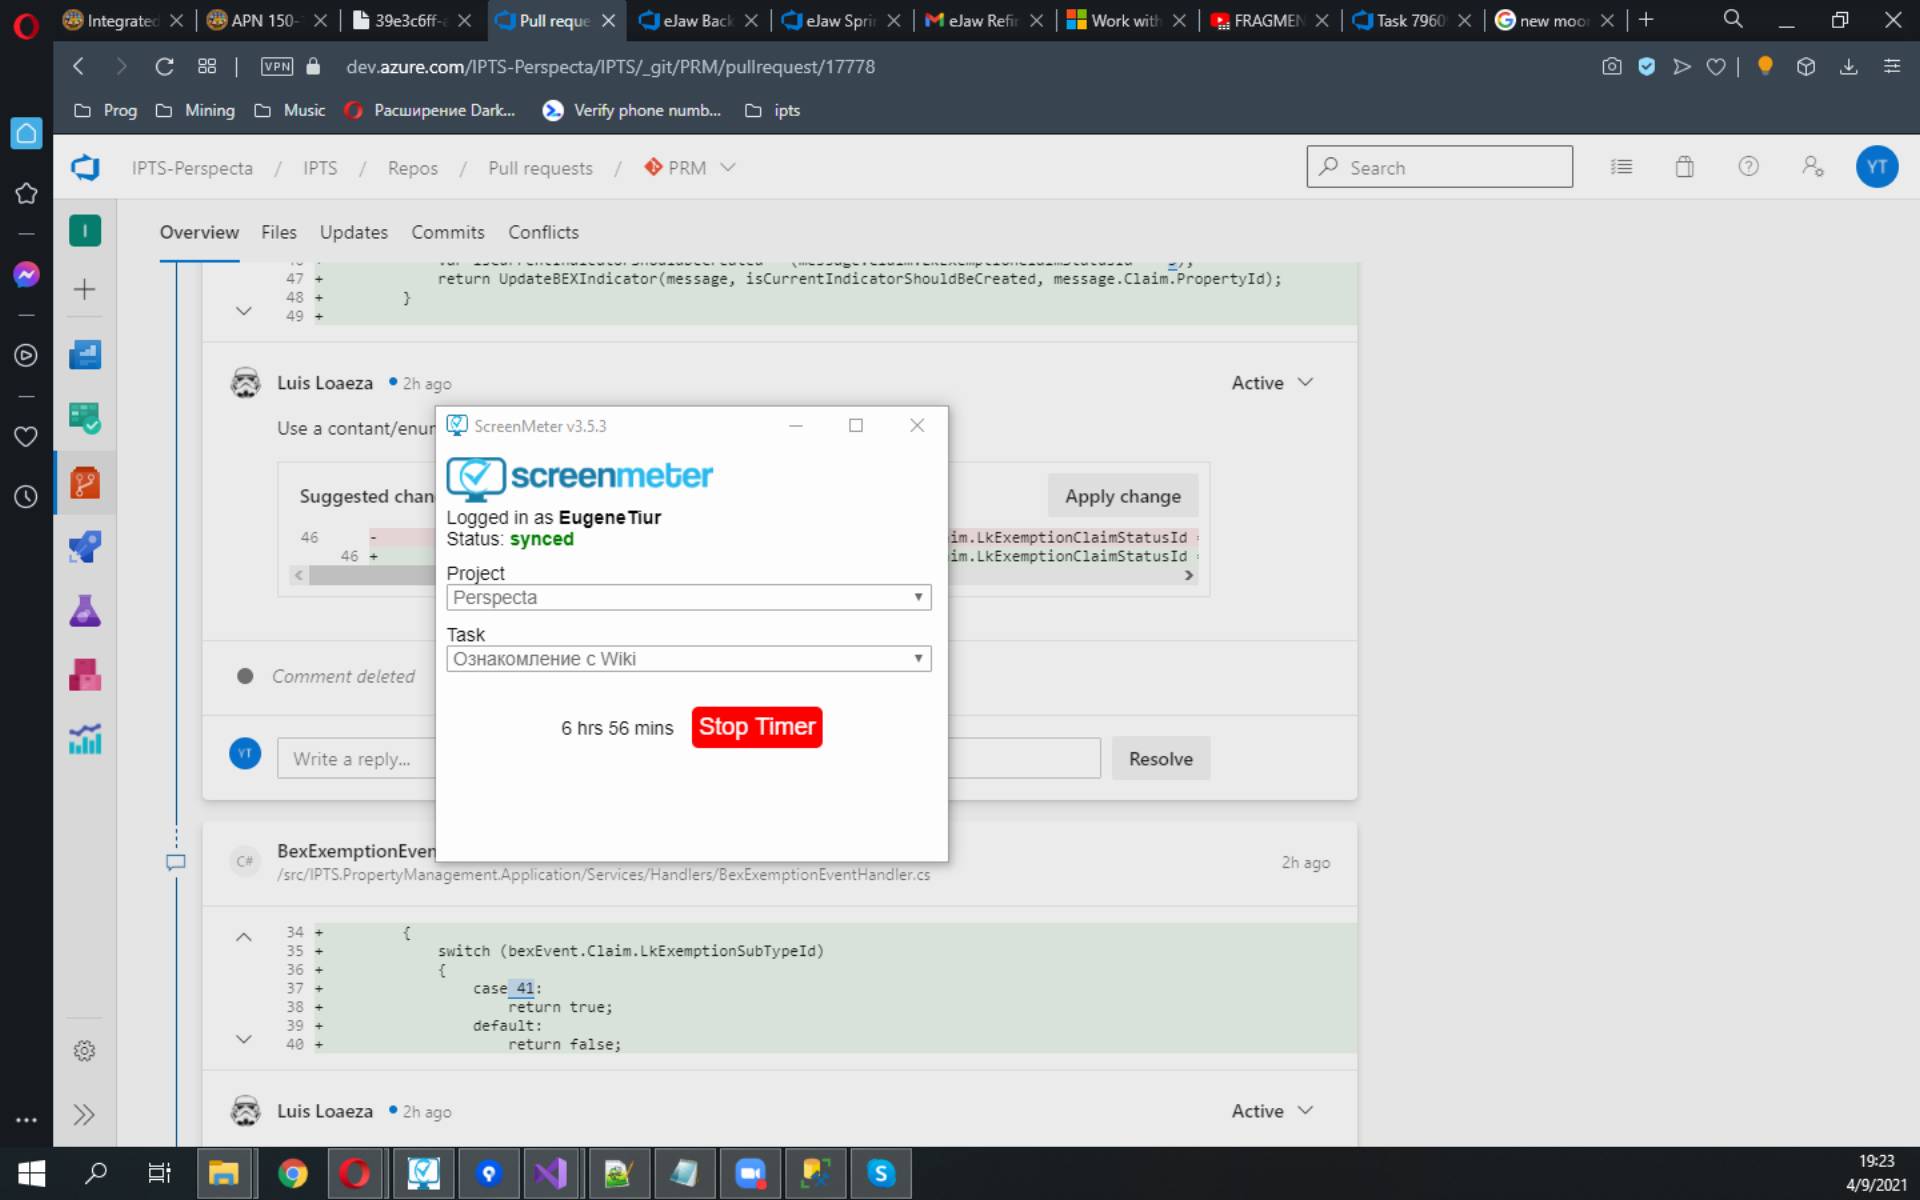 Integrated
APN 150-
39e3c6ff-
Pull reque
eJaw Back
eJaw Sprin
eJaw Refin
Work with
FRAGMEN
Task 7960
new moo
VPN
dev.azure.com/IPTS-Perspecta/IPTS/_git/PRM/pullrequest/17778
Prog
Mining
Music
Расширение Dark...
Verify phone numb...
ipts
IPTS-Perspecta / IPTS / Repos / Pull requests / PRM
Search
YT
I
Overview Files Updates Commits Conflicts
47 + return UpdateBEXIndicator(message, isCurrentIndicatorShouldBeCreated, message.Claim.PropertyId);
48 + }
49 +
Luis Loaeza 2h ago
Active
Use a contant/enur
Suggested chan
Apply change
46 - im.LkExemptionClaimStatusId
46 + im.LkExemptionClaimStatusId
Comment deleted
YT
Write a reply...
Resolve
ScreenMeter v3.5.3
screenmeter
Logged in as EugeneTiur
Status: synced
Project
Perspecta
Task
Ознакомление с Wiki
6 hrs 56 mins
Stop Timer
C#
BexExemptionEven
/src/IPTS.PropertyManagement.Application/Services/Handlers/BexExemptionEventHandler.cs
2h ago
34 + {
35 + switch (bexEvent.Claim.LkExemptionSubTypeId)
36 + {
37 + case 41:
38 + return true;
39 + default:
40 + return false;
Luis Loaeza 2h ago
Active
19:23
4/9/2021